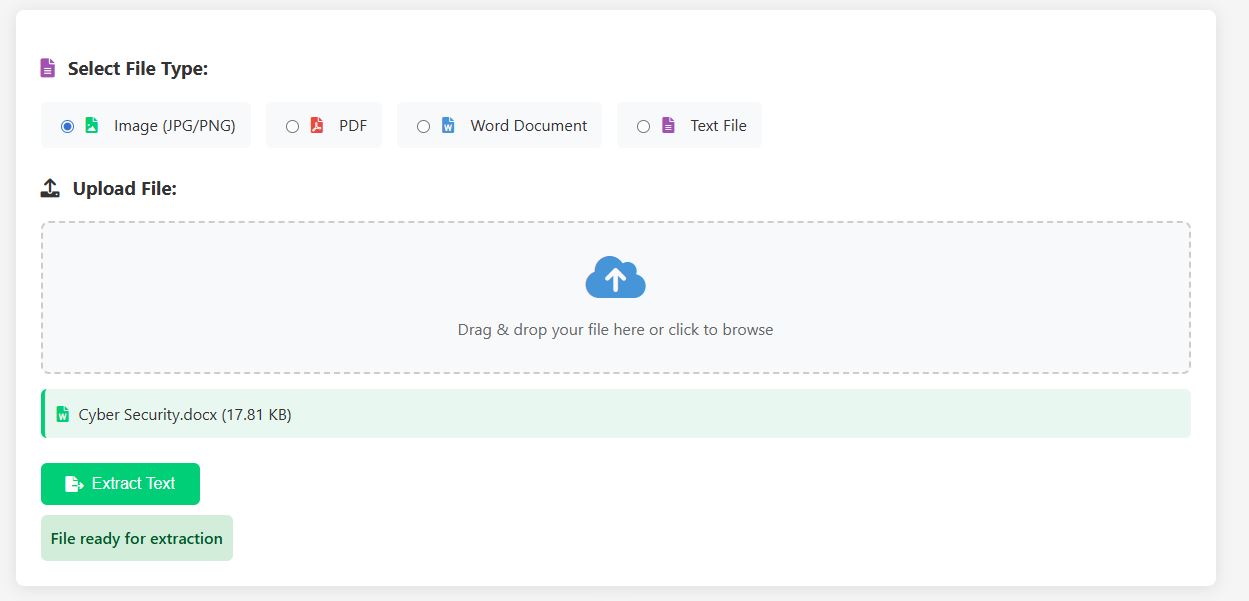 Select File Type:
Image (JPG/PNG) PDF Word Document Text File
Upload File:
Drag & drop your file here or click to browse
Cyber Security.docx (17.81 KB)
Extract Text
File ready for extraction